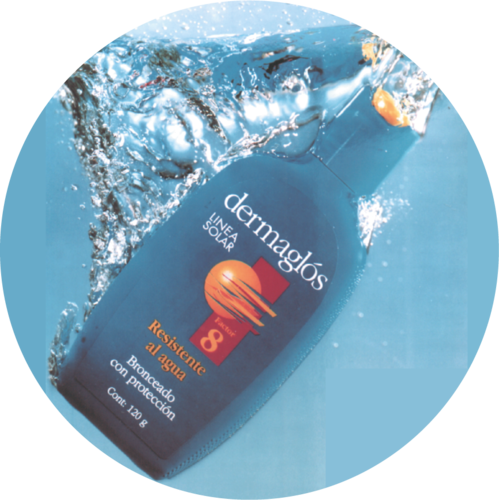 dermaglós
LINEA
SOLAR
Factor
8
Resistente
al agua
Bronceado
con protección
Cont: 120 g